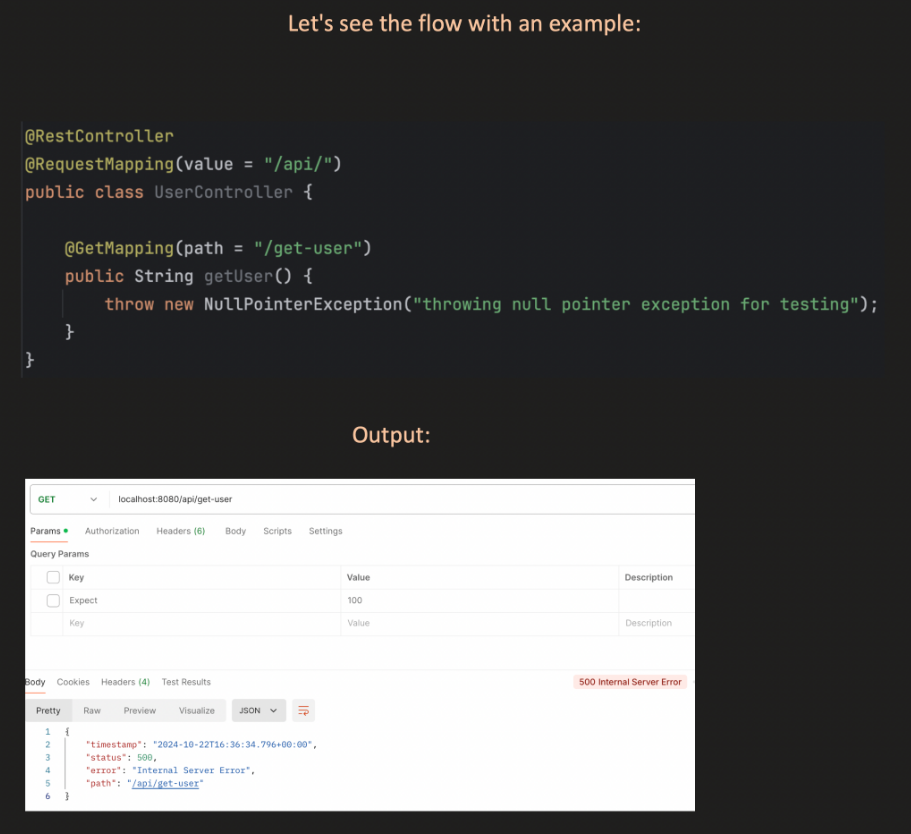 Let's see the flow with an example:
@RestController
@RequestMapping(value = "/api/")
public class UserController {
@GetMapping(path = "/get-user")
public String getUser() {
throw new NullPointerException("throwing null pointer exception for testing");
}
}
Output:
GET localhost:8080/api/get-user
Params Authorization Headers (6) Body Scripts Settings
Query Params
Key Value Description
Expect 100
Key Value Description
Body Cookies Headers (4) Test Results 500 Internal Server Error
Pretty Raw Preview Visualize JSON
1 {
2 "timestamp": "2024-10-22T16:36:34.796+00:00",
3 "status": 500,
4 "error": "Internal Server Error",
5 "path": "/api/get-user"
6 }